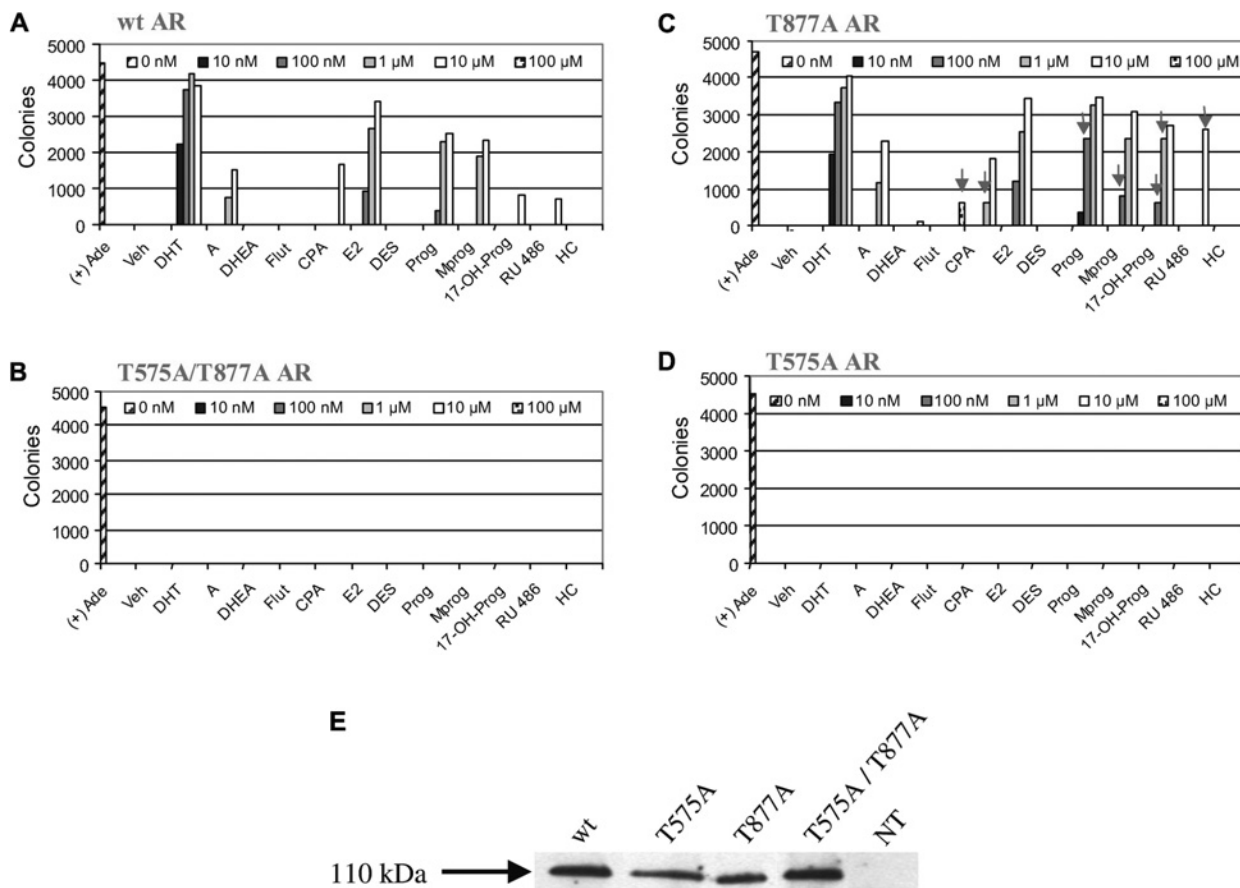 A
wt AR
5000
4000
3000
2000
1000
0
Colonies
0 nM 10 nM 100 nM 1 µM 10 µM 100 µM
(+) Ade Veh DHT A DHEA Flut CPA E2 DES Prog Mprog 17-OH-Prog RU 486 HC
C
T877A AR
5000
4000
3000
2000
1000
0
Colonies
0 nM 10 nM 100 nM 1 µM 10 µM 100 µM
(+) Ade Veh DHT A DHEA Flut CPA E2 DES Prog Mprog 17-OH-Prog RU 486 HC
B
T575A/T877A AR
5000
4000
3000
2000
1000
0
Colonies
0 nM 10 nM 100 nM 1 µM 10 µM 100 µM
(+) Ade Veh DHT A DHEA Flut CPA E2 DES Prog Mprog 17-OH-Prog RU 486 HC
D
T575A AR
5000
4000
3000
2000
1000
0
Colonies
0 nM 10 nM 100 nM 1 µM 10 µM 100 µM
(+) Ade Veh DHT A DHEA Flut CPA E2 DES Prog Mprog 17-OH-Prog RU 486 HC
E
wt T575A T877A T575A / T877A NT
110 kDa